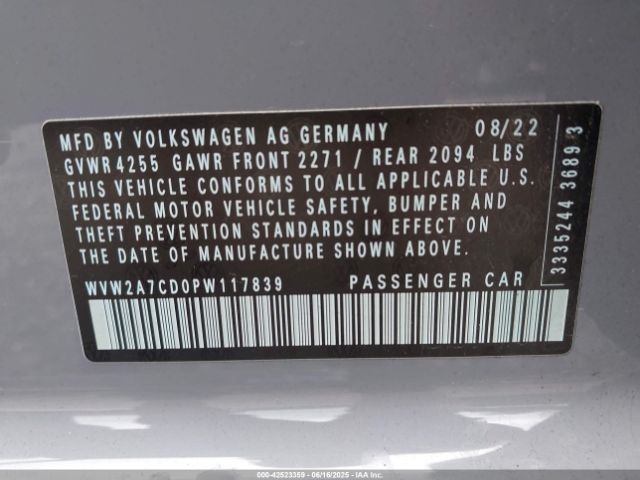 MFD BY VOLKSWAGEN AG GERMANY 08/22
GVWR 4255 GAWR FRONT 2271 / REAR 2094 LBS
THIS VEHICLE CONFORMS TO ALL APPLICABLE U.S.
FEDERAL MOTOR VEHICLE SAFETY, BUMPER AND
THEFT PREVENTION STANDARDS IN EFFECT ON
THE DATE OF MANUFACTURE SHOWN ABOVE.
WVW2A7CD0PW117839 PASSENGER CAR
3335244 3689 3
000-42523359 - 06/16/2025 - IAA Inc.